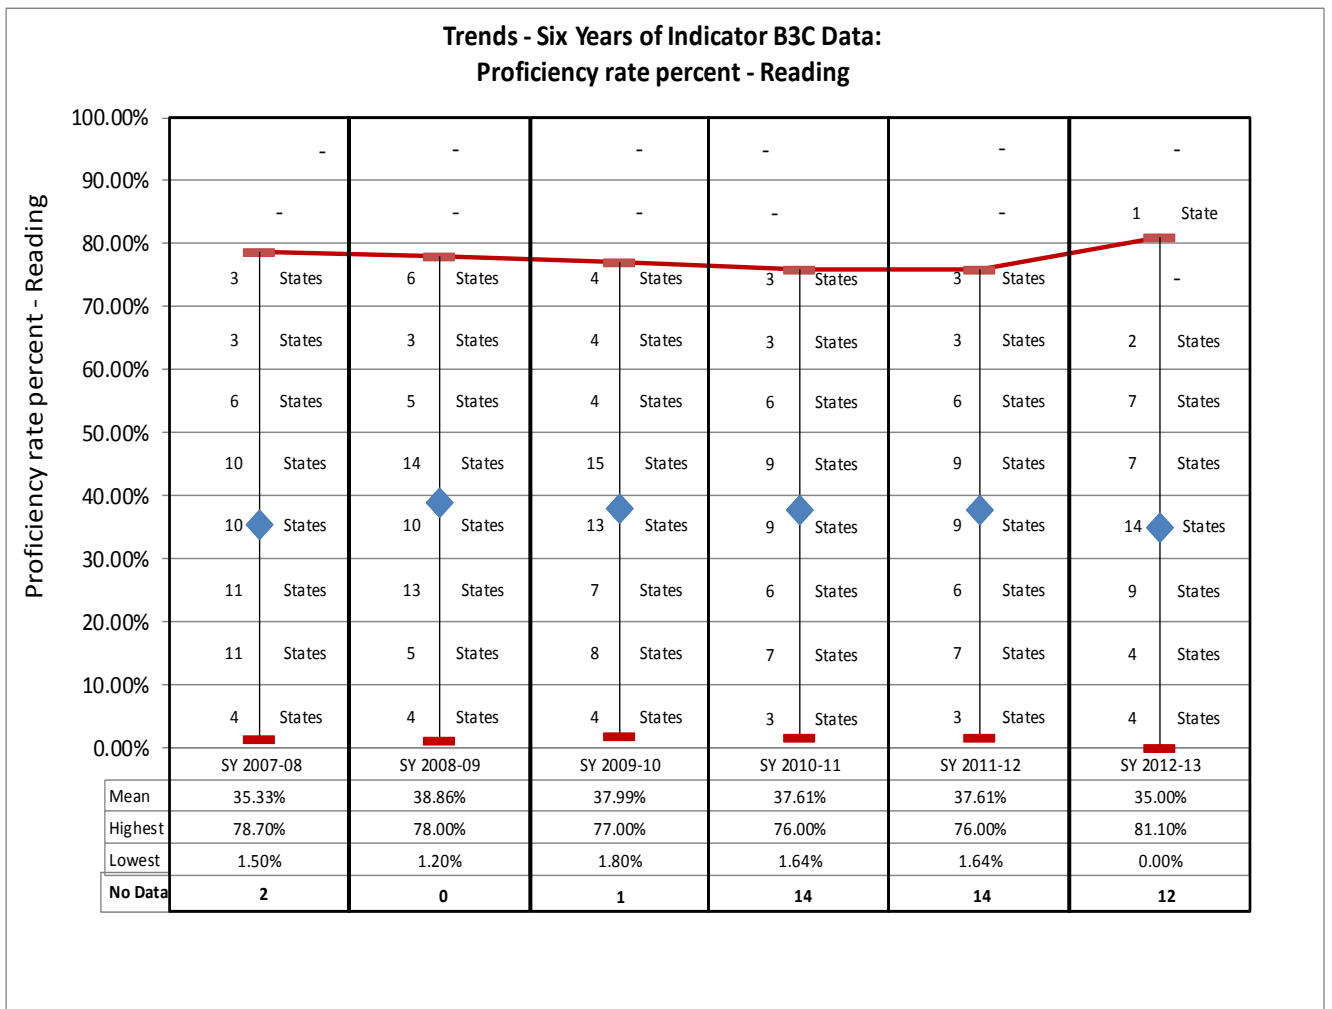 Trends - Six Years of Indicator B3C Data:
Proficiency rate percent - Reading
Proficiency rate percent - Reading
100.00%
- - - - - -
90.00%
- - - - - 1 State
80.00%
3 States 6 States 4 States 3 States 3 States -
70.00%
3 States 3 States 4 States 3 States 3 States 2 States
60.00%
6 States 5 States 4 States 6 States 6 States 7 States
50.00%
10 States 14 States 15 States 9 States 9 States 7 States
40.00%
10 States 10 States 13 States 9 States 9 States 14 States
30.00%
11 States 13 States 7 States 6 States 6 States 9 States
20.00%
11 States 5 States 8 States 7 States 7 States 4 States
10.00%
4 States 4 States 4 States 3 States 3 States 4 States
0.00%
SY 2007-08 SY 2008-09 SY 2009-10 SY 2010-11 SY 2011-12 SY 2012-13
Mean 35.33% 38.86% 37.99% 37.61% 37.61% 35.00%
Highest 78.70% 78.00% 77.00% 76.00% 76.00% 81.10%
Lowest 1.50% 1.20% 1.80% 1.64% 1.64% 0.00%
No Data 2 0 1 14 14 12